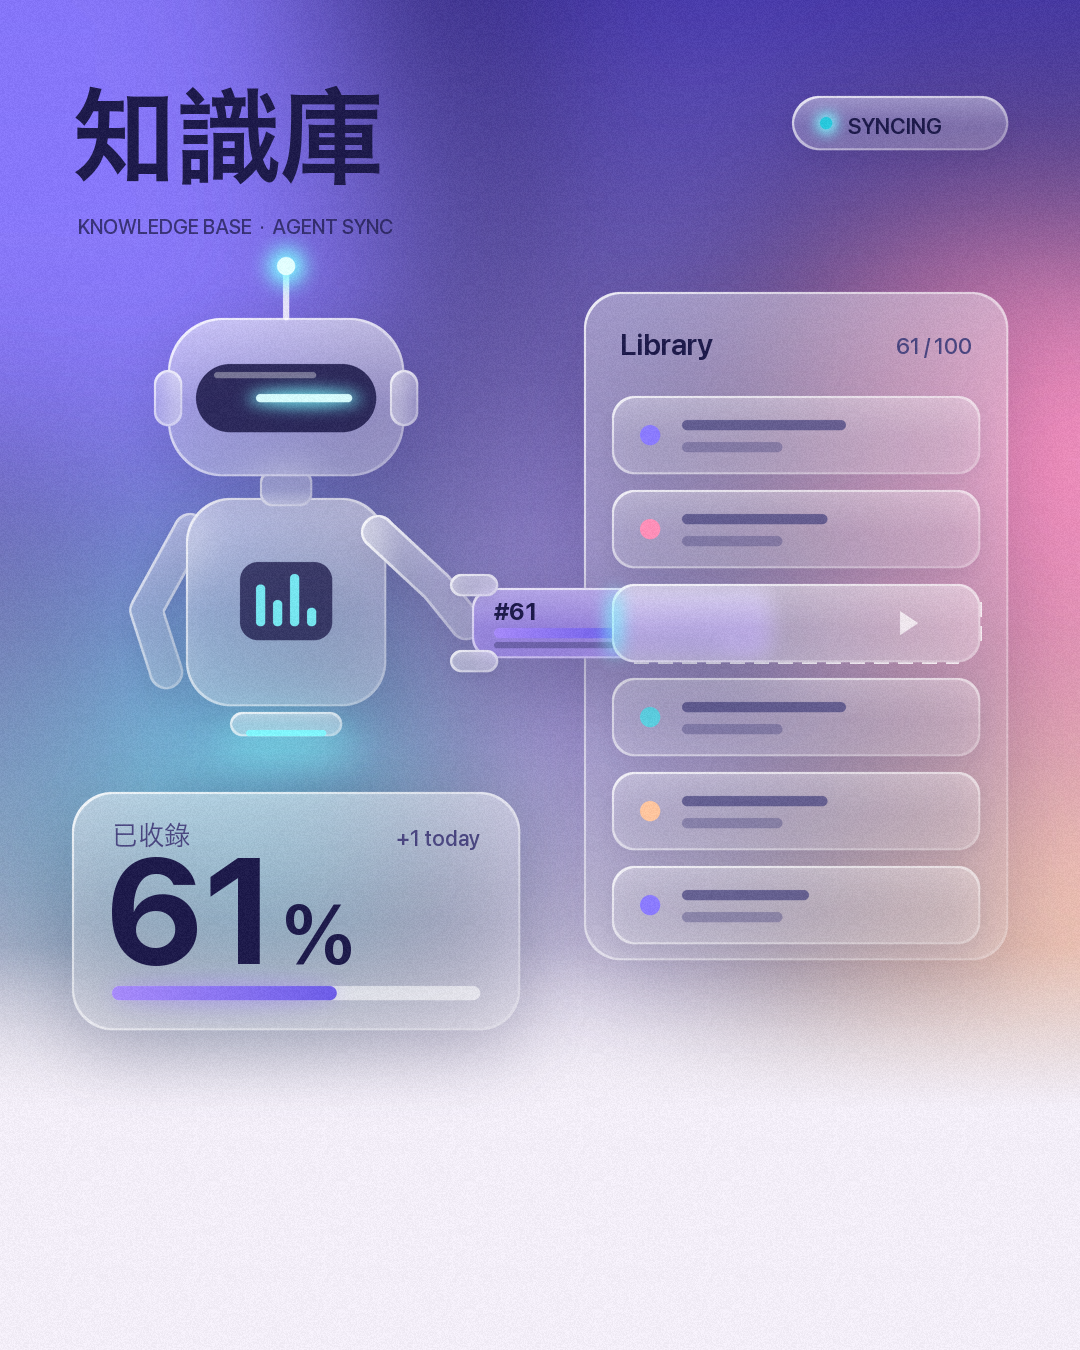 知識庫
SYNCING
KNOWLEDGE BASE · AGENT SYNC
Library
61/100
#61
已收錄
+1 today
61%